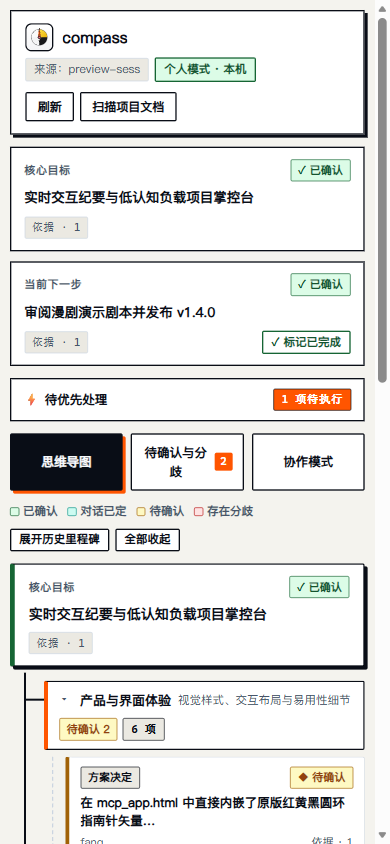 compass
来源: preview-sess
个人模式 · 本机
刷新
扫描项目文档
核心目标
✓ 已确认
实时交互纪要与低认知负载项目掌控台
依据 · 1
当前下一步
✓ 已确认
审阅漫剧演示剧本并发布 v1.4.0
依据 · 1
✓ 标记已完成
待优先处理
1 项待执行
思维导图
待确认与分
歧
2
协作模式
已确认
对话已定
待确认
存在分歧
展开历史里程碑
全部收起
核心目标
✓ 已确认
实时交互纪要与低认知负载项目掌控台
依据 · 1
产品与界面体验 视觉样式、交互布局与易用性细节
待确认 2
6 项
方案决定
◆ 待确认
在 mcp_app.html 中直接内嵌了原版红黄黑圆环
指南针矢量...
fang
依据 · 1